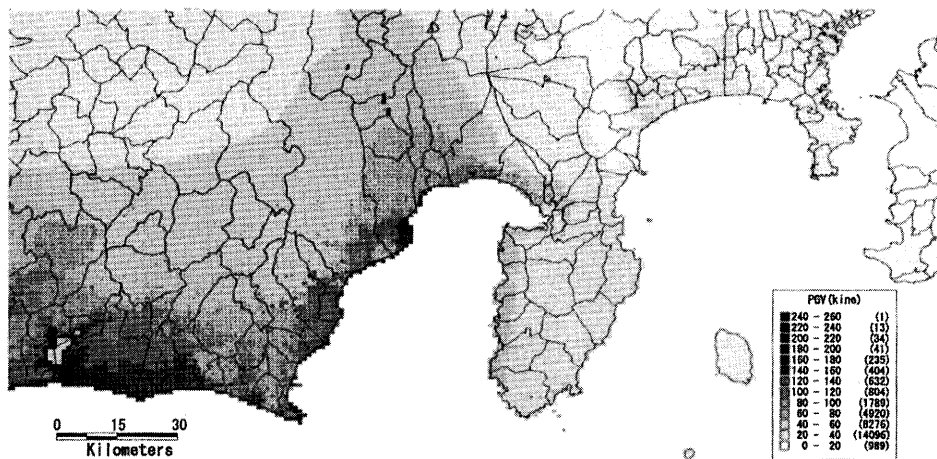 PGV(kine)
240 - 260 (1)
220 - 240 (13)
200 - 220 (34)
180 - 200 (41)
160 - 180 (235)
140 - 160 (404)
120 - 140 (632)
100 - 120 (804)
80 - 100 (1789)
60 - 80 (4920)
40 - 60 (8276)
20 - 40 (14096)
0 - 20 (989)
0 15 30
Kilometers